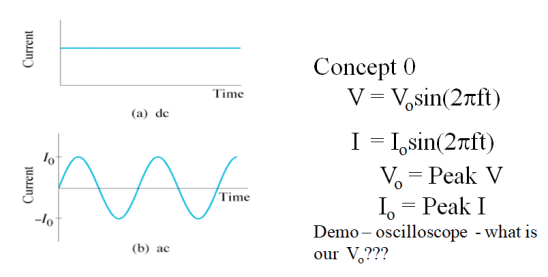 Current
Time
(a) dc
Current
I₀
Time
-I₀
(b) ac
Concept 0
V = Vₒsin(2πft)
I = Iₒsin(2πft)
Vₒ = Peak V
Iₒ = Peak I
Demo – oscilloscope - what is
our Vₒ???